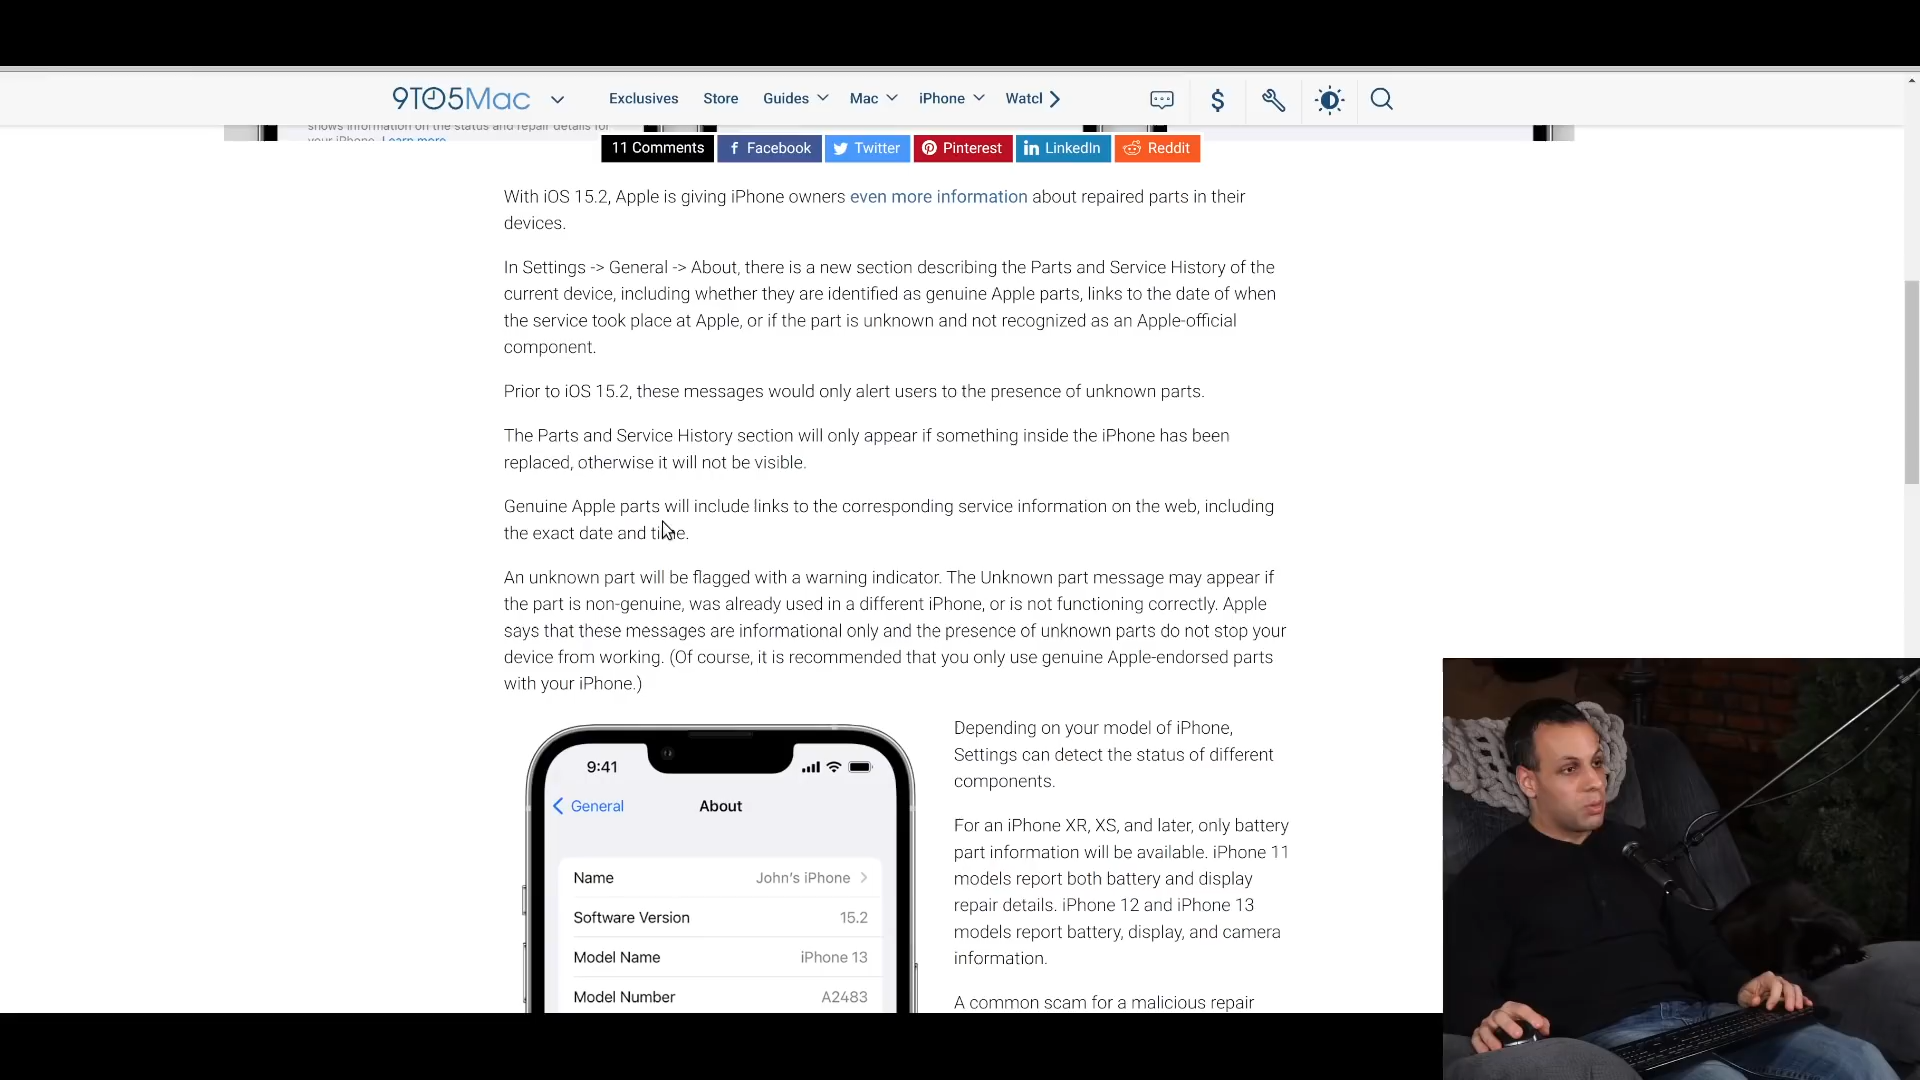 9TO5Mac
Exclusives Store Guides Mac iPhone Watch
shows information on the status and repair details for
your iPhone. Learn more
11 Comments Facebook Twitter Pinterest LinkedIn Reddit
With iOS 15.2, Apple is giving iPhone owners even more information about repaired parts in their
devices.
In Settings -> General -> About, there is a new section describing the Parts and Service History of the
current device, including whether they are identified as genuine Apple parts, links to the date of when
the service took place at Apple, or if the part is unknown and not recognized as an Apple-official
component.
Prior to iOS 15.2, these messages would only alert users to the presence of unknown parts.
The Parts and Service History section will only appear if something inside the iPhone has been
replaced, otherwise it will not be visible.
Genuine Apple parts will include links to the corresponding service information on the web, including
the exact date and time.
An unknown part will be flagged with a warning indicator. The Unknown part message may appear if
the part is non-genuine, was already used in a different iPhone, or is not functioning correctly. Apple
says that these messages are informational only and the presence of unknown parts do not stop your
device from working. (Of course, it is recommended that you only use genuine Apple-endorsed parts
with your iPhone.)
9:41
General About
Name John's iPhone
Software Version 15.2
Model Name iPhone 13
Model Number A2483
Depending on your model of iPhone,
Settings can detect the status of different
components.
For an iPhone XR, XS, and later, only battery
part information will be available. iPhone 11
models report both battery and display
repair details. iPhone 12 and iPhone 13
models report battery, display, and camera
information.
A common scam for a malicious repair